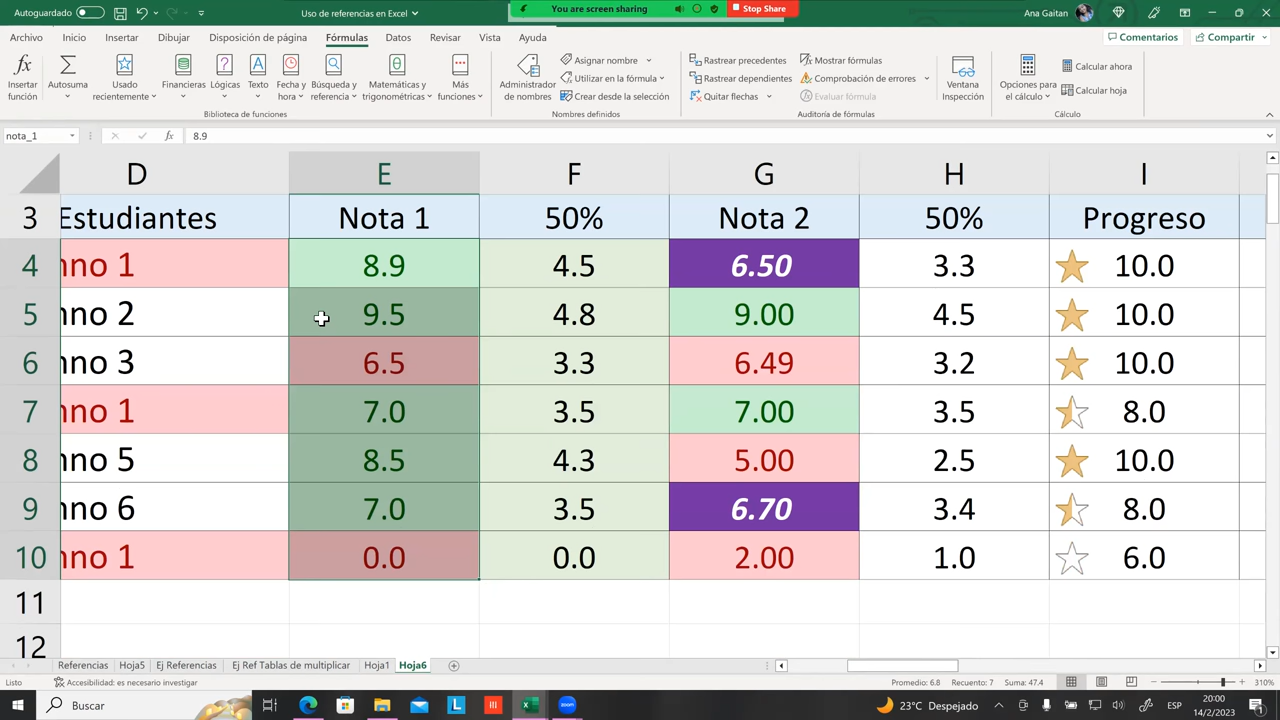 Autoguardado
Uso de referencias en Excel
You are screen sharing
Stop Share
Ana Gaitan
Archivo Inicio Insertar Dibujar Disposición de página Fórmulas Datos Revisar Vista Ayuda
Comentarios Compartir
Insertar función
Autosuma
Usado recientemente
Financieras
Lógicas
Texto
Fecha y hora
Búsqueda y referencia
Matemáticas y trigonométricas
Más funciones
Biblioteca de funciones
Administrador de nombres
Asignar nombre
Utilizar en la fórmula
Crear desde la selección
Nombres definidos
Rastrear precedentes
Rastrear dependientes
Quitar flechas
Mostrar fórmulas
Comprobación de errores
Evaluar fórmula
Auditoría de fórmulas
Ventana Inspección
Opciones para el cálculo
Calcular ahora
Calcular hoja
Cálculo
nota_1 fx 8.9
D E F G H I
3 Estudiantes Nota 1 50% Nota 2 50% Progreso
4 nno 1 8.9 4.5 6.50 3.3 10.0
5 nno 2 9.5 4.8 9.00 4.5 10.0
6 nno 3 6.5 3.3 6.49 3.2 10.0
7 nno 1 7.0 3.5 7.00 3.5 8.0
8 nno 5 8.5 4.3 5.00 2.5 10.0
9 nno 6 7.0 3.5 6.70 3.4 8.0
10 nno 1 0.0 0.0 2.00 1.0 6.0
11
12
Referencias Hoja5 Ej Referencias Ej Ref Tablas de multiplicar Hoja1 Hoja6
Listo Accesibilidad: es necesario investigar Promedio: 6.8 Recuento: 7 Suma: 47.4 310%
Buscar
23°C Despejado
ESP
20:00
14/2/2023